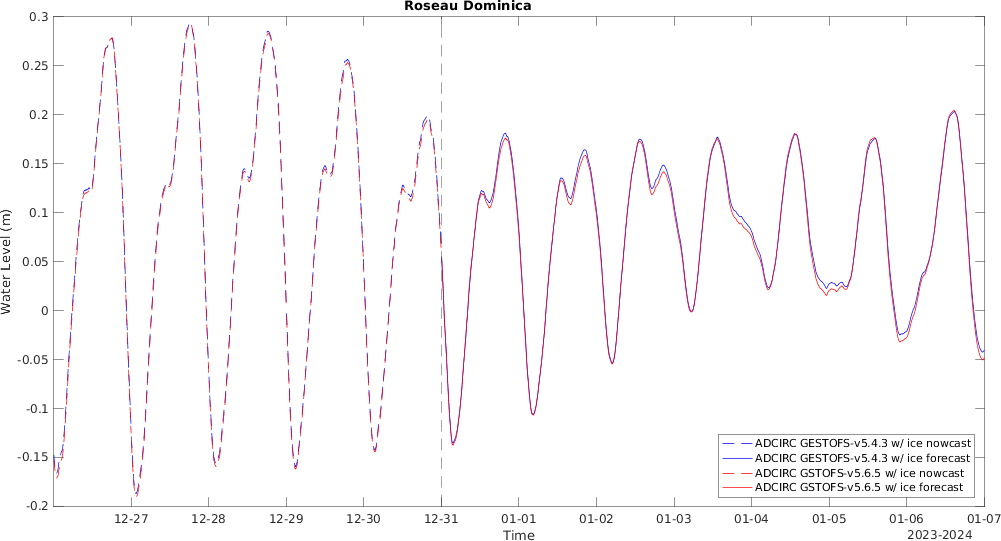 Roseau Dominica
0.3
0.25
0.2
0.15
0.1
0.05
0
-0.05
-0.1
-0.15
-0.2
Water Level (m)
12-27 12-28 12-29 12-30 12-31 01-01 01-02 01-03 01-04 01-05 01-06 01-07
Time
2023-2024
ADCIRC GESTOFS-v5.4.3 w/ ice nowcast
ADCIRC GESTOFS-v5.4.3 w/ ice forecast
ADCIRC GSTOFS-v5.6.5 w/ ice nowcast
ADCIRC GSTOFS-v5.6.5 w/ ice forecast